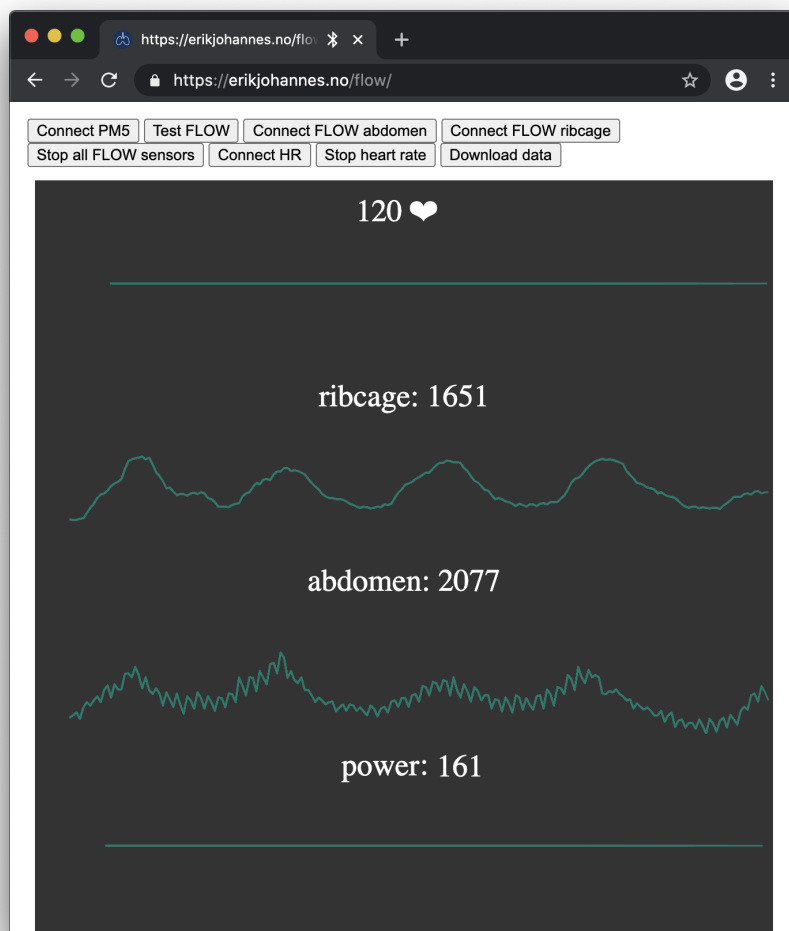 https://erikjohannes.no/flo
https://erikjohannes.no/flow/
Connect PM5 Test FLOW Connect FLOW abdomen Connect FLOW ribcage
Stop all FLOW sensors Connect HR Stop heart rate Download data
120 ❤
ribcage: 1651
abdomen: 2077
power: 161